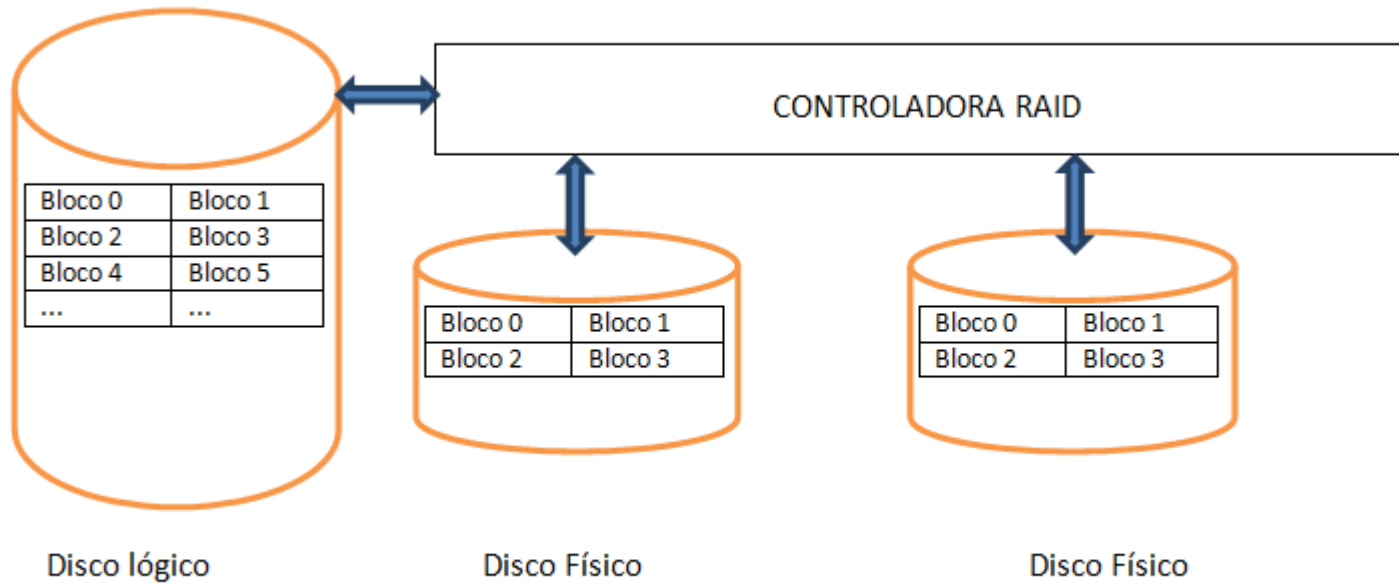 CONTROLADORA RAID
Bloco 0 Bloco 1
Bloco 2 Bloco 3
Bloco 4 Bloco 5
... ...
Bloco 0 Bloco 1
Bloco 2 Bloco 3
Bloco 0 Bloco 1
Bloco 2 Bloco 3
Disco lógico
Disco Físico
Disco Físico